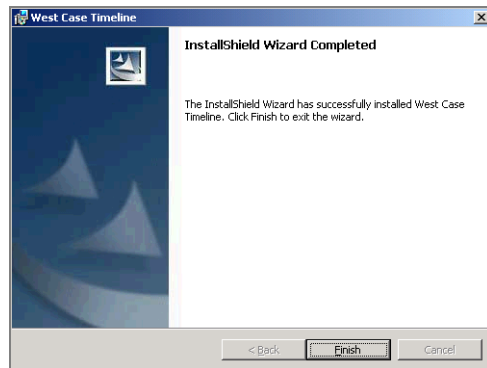 West Case Timeline
InstallShield Wizard Completed
The InstallShield Wizard has successfully installed West Case
Timeline. Click Finish to exit the wizard.
< Back
Finish
Cancel